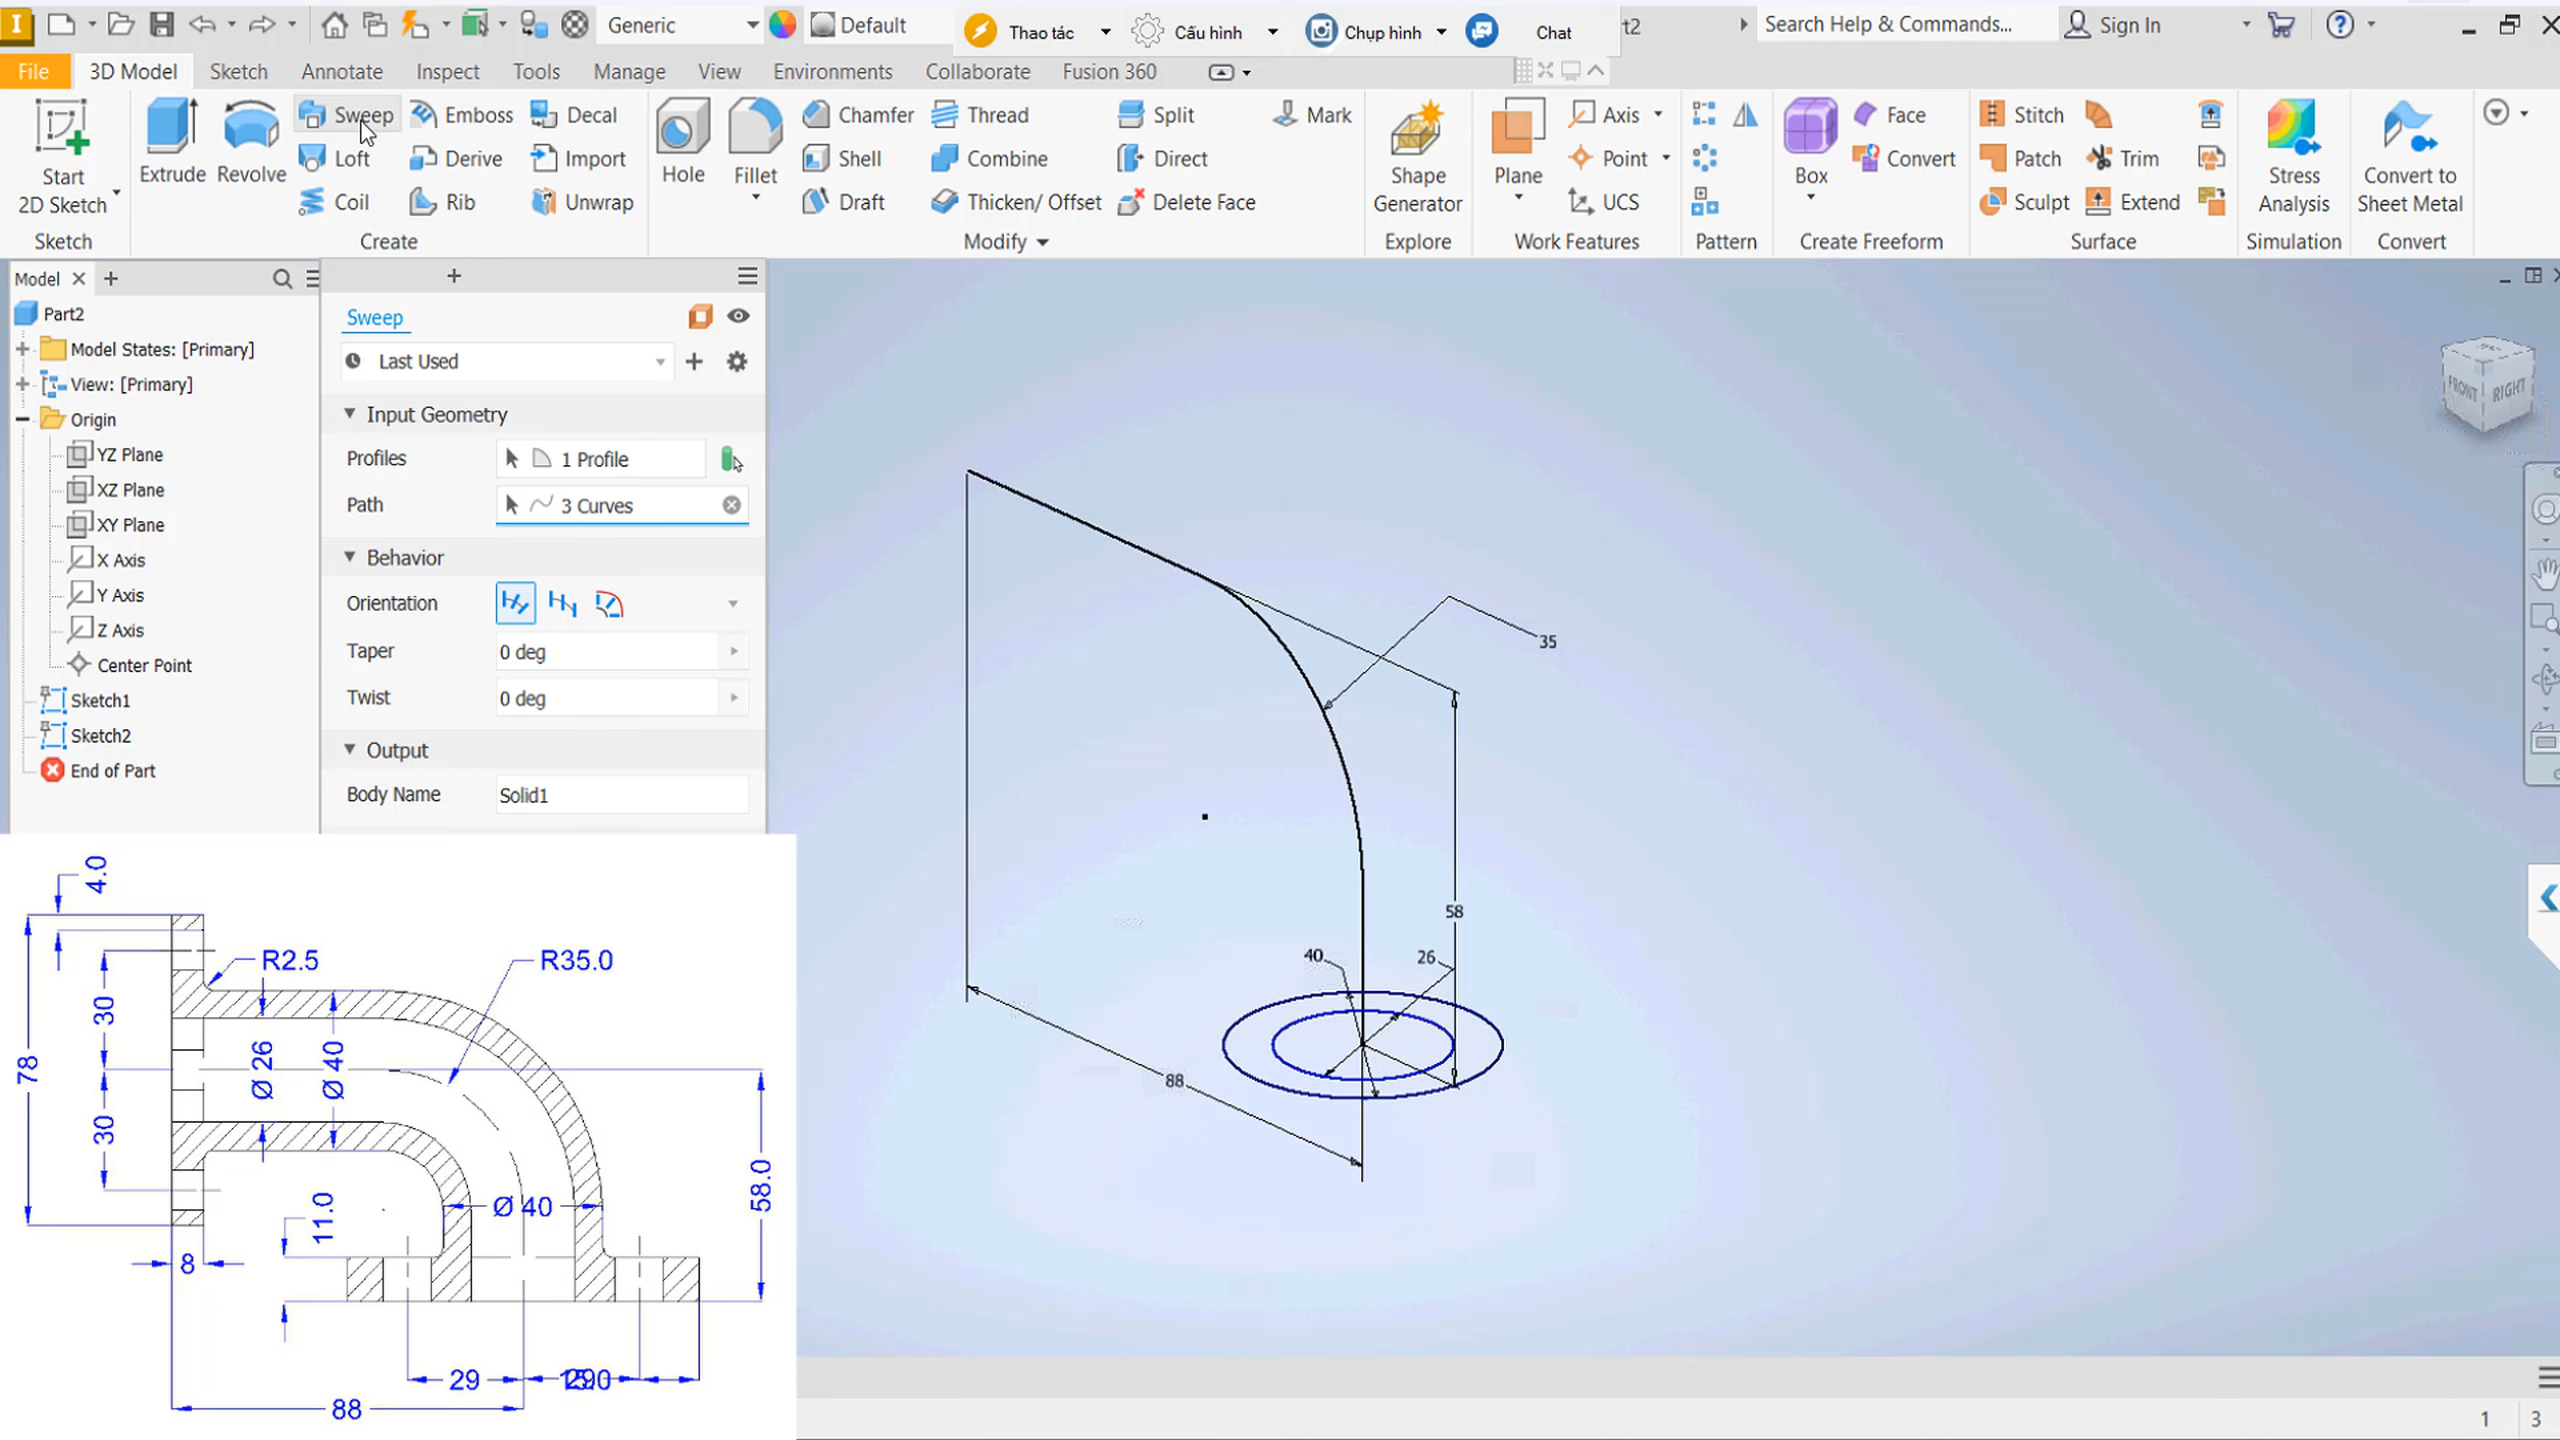 Generic
Default
Thao tác
Cấu hình
Chụp hình
Chat
t2
Search Help & Commands...
Sign In
File
3D Model
Sketch
Annotate
Inspect
Tools
Manage
View
Environments
Collaborate
Fusion 360
Start
2D Sketch
Extrude
Revolve
Sweep
Loft
Coil
Emboss
Derive
Rib
Decal
Import
Unwrap
Hole
Fillet
Chamfer
Shell
Draft
Thread
Combine
Thicken/ Offset
Split
Direct
Delete Face
Mark
Shape
Generator
Plane
Axis
Point
UCS
Box
Face
Convert
Stitch
Patch
Sculpt
Trim
Extend
Stress
Analysis
Convert to
Sheet Metal
Sketch
Create
Modify
Explore
Work Features
Pattern
Create Freeform
Surface
Simulation
Convert
Model
Part2
Model States: [Primary]
View: [Primary]
Origin
YZ Plane
XZ Plane
XY Plane
X Axis
Y Axis
Z Axis
Center Point
Sketch1
Sketch2
End of Part
Sweep
Last Used
Input Geometry
Profiles
1 Profile
Path
3 Curves
Behavior
Orientation
Taper
0 deg
Twist
0 deg
Output
Body Name
Solid1
FRONT
RIGHT
35
58
40
26
88
4.0
R2.5
R35.0
30
78
Ø 26
Ø 40
30
58.0
11.0
Ø 40
8
29
88
1
3